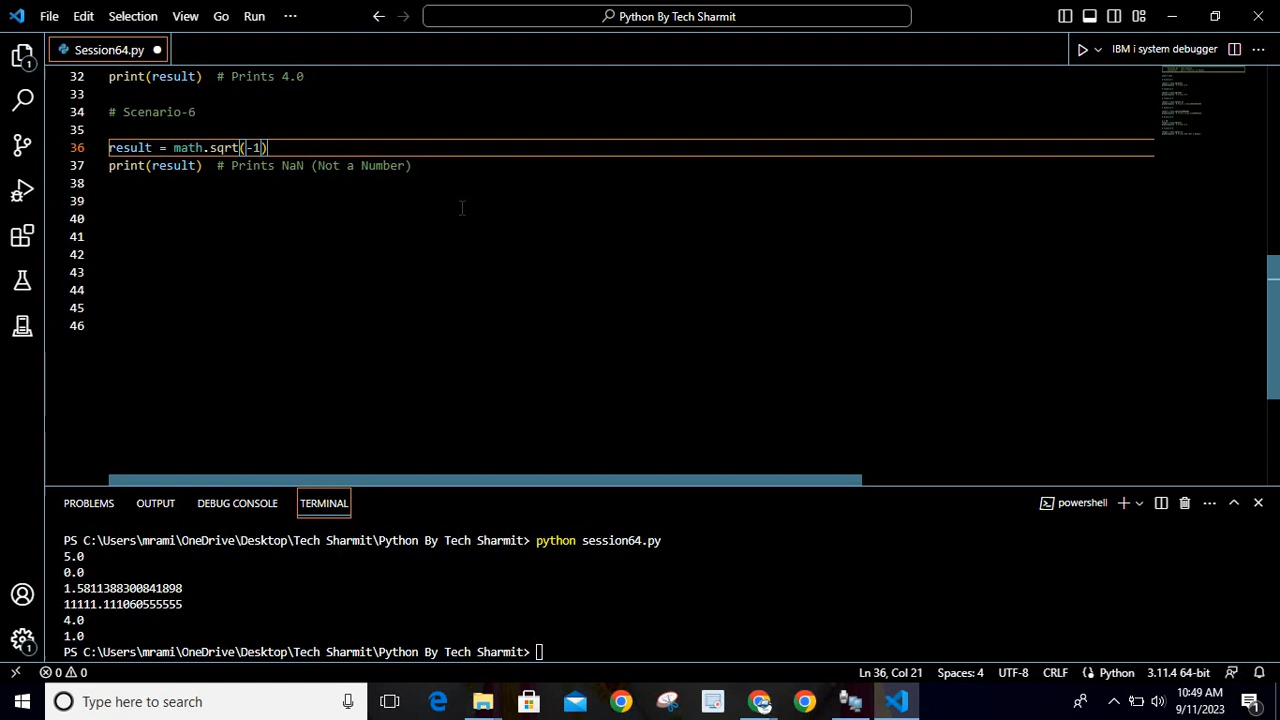 File Edit Selection View Go Run ··· Python By Tech Sharmit
Session64.py IBM i system debugger ···
32 print(result)  # Prints 4.0
33
34 # Scenario-6
35
36 result = math.sqrt(-1)
37 print(result)  # Prints NaN (Not a Number)
38
39
40
41
42
43
44
45
46
PROBLEMS OUTPUT DEBUG CONSOLE TERMINAL powershell ···
PS C:\Users\mrami\OneDrive\Desktop\Tech Sharmit\Python By Tech Sharmit> python session64.py
5.0
0.0
1.5811388300841898
11111.111060555555
4.0
1.0
PS C:\Users\mrami\OneDrive\Desktop\Tech Sharmit\Python By Tech Sharmit>
0 0 Ln 36, Col 21 Spaces: 4 UTF-8 CRLF Python 3.11.4 64-bit
Type here to search
10:49 AM
9/11/2023